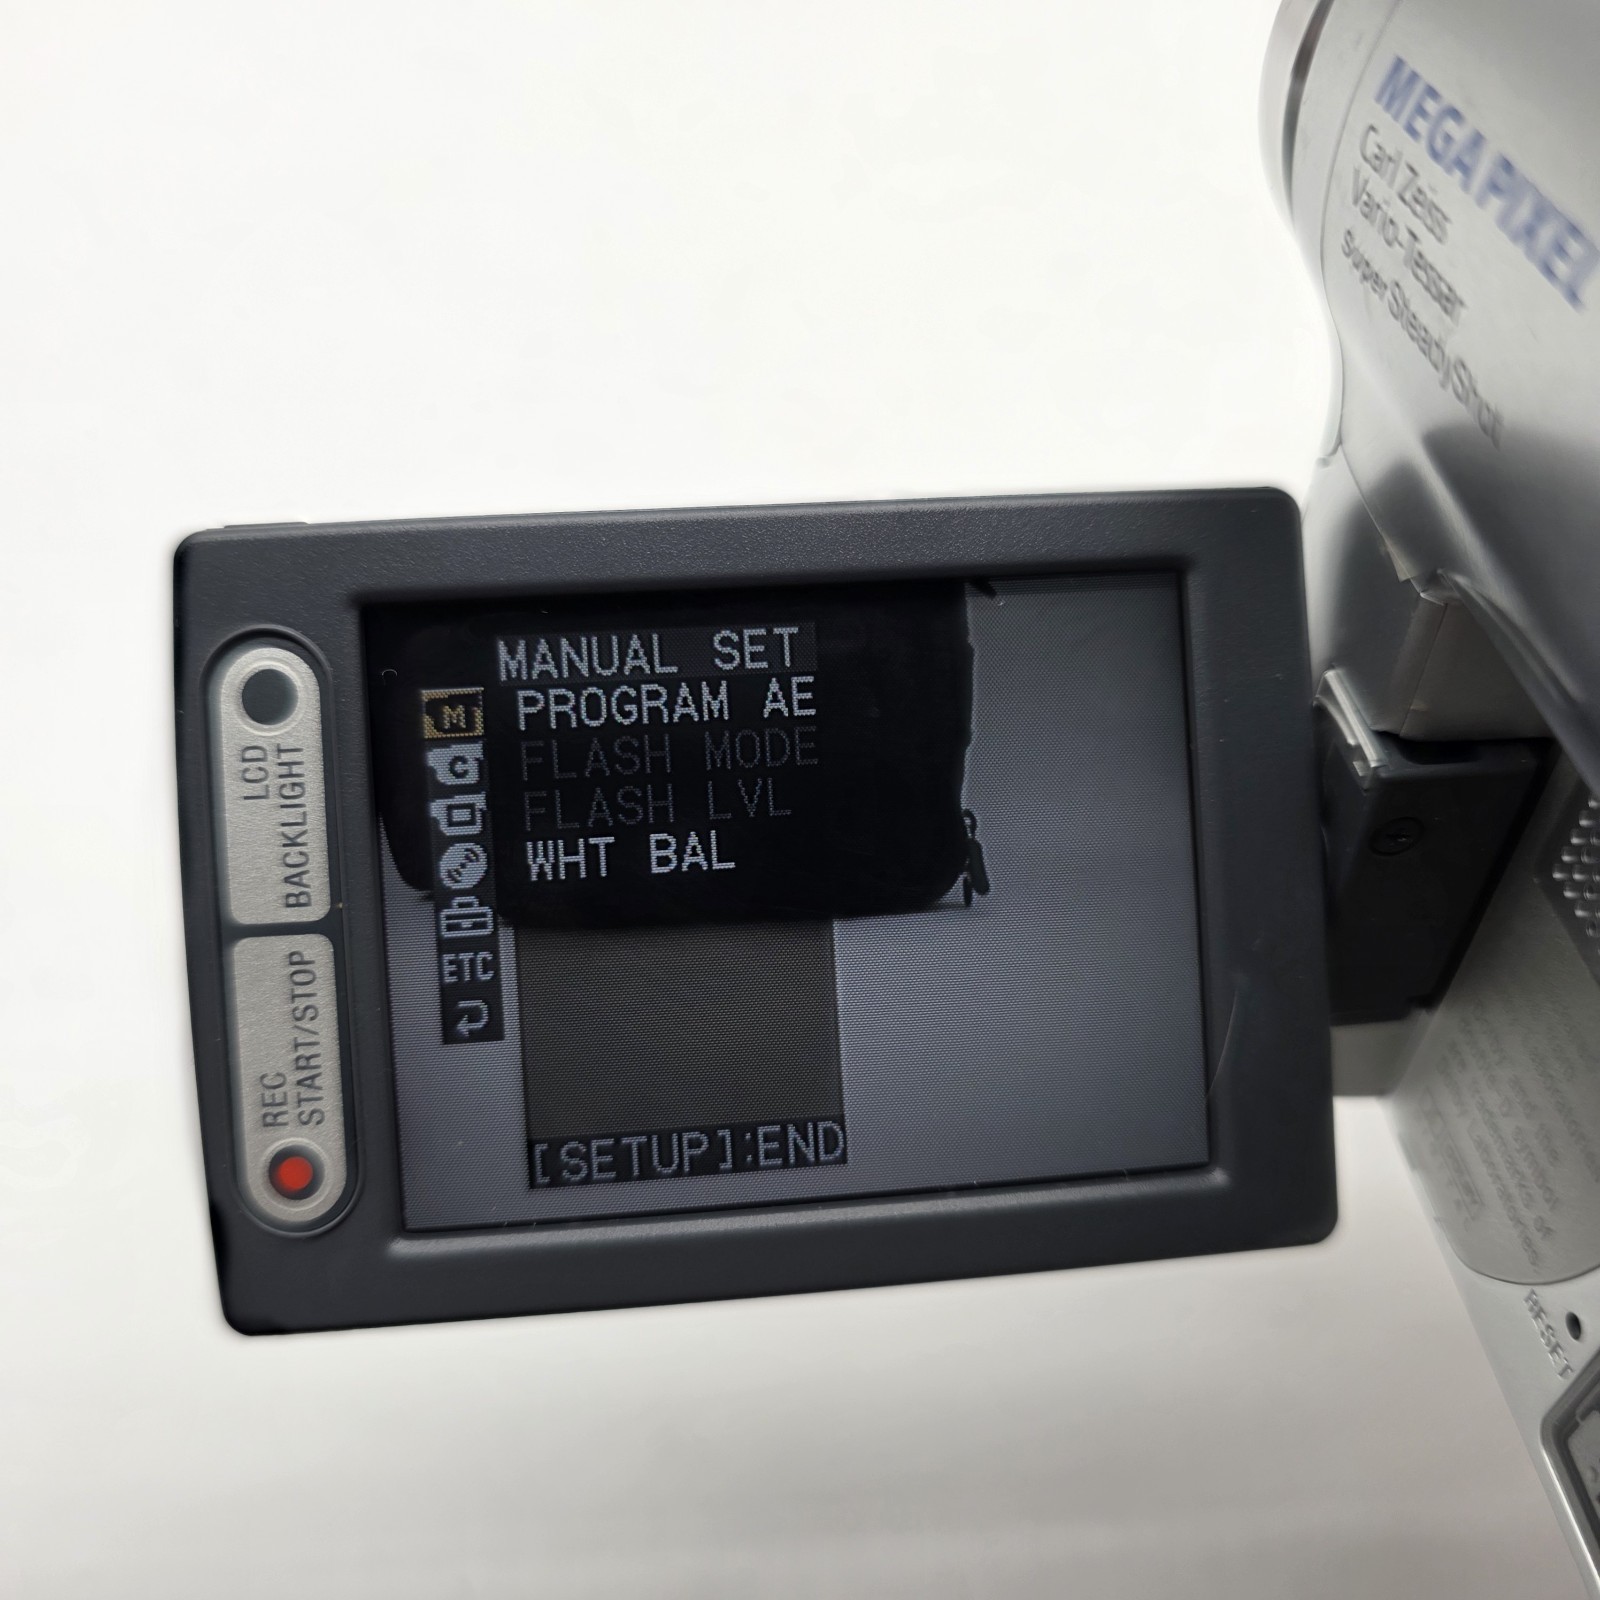 MEGA PIXEL
Carl Zeiss
Vario-Tessar
Super SteadyShot
MANUAL SET
M
PROGRAM AE
FLASH MODE
FLASH LVL
WHT BAL
ETC
[SETUP]:END
LCD
BACKLIGHT
REC
START/STOP
RESET